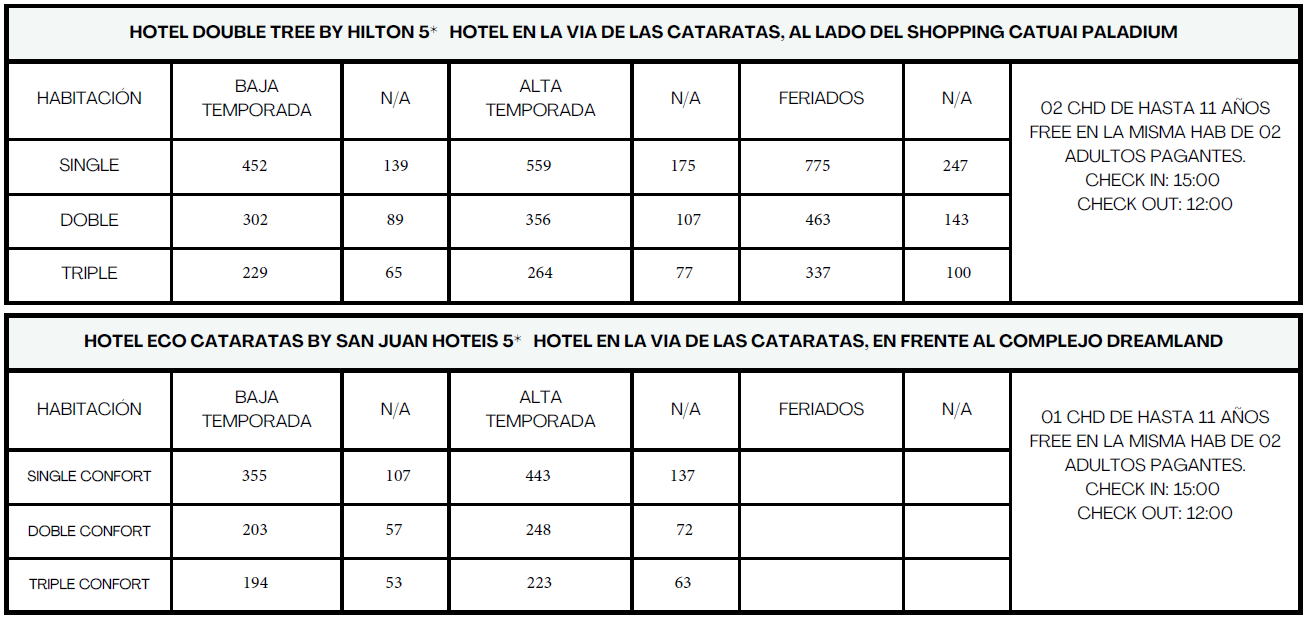 HOTEL DOUBLE TREE BY HILTON 5* HOTEL EN LA VIA DE LAS CATARATAS, AL LADO DEL SHOPPING CATUAI PALADIUM
HABITACIÓN BAJA TEMPORADA N/A ALTA TEMPORADA N/A FERIADOS N/A
SINGLE 452 139 559 175 775 247
DOBLE 302 89 356 107 463 143
TRIPLE 229 65 264 77 337 100
02 CHD DE HASTA 11 AÑOS
FREE EN LA MISMA HAB DE 02
ADULTOS PAGANTES.
CHECK IN: 15:00
CHECK OUT: 12:00
HOTEL ECO CATARATAS BY SAN JUAN HOTEIS 5* HOTEL EN LA VIA DE LAS CATARATAS, EN FRENTE AL COMPLEJO DREAMLAND
HABITACIÓN BAJA TEMPORADA N/A ALTA TEMPORADA N/A FERIADOS N/A
SINGLE CONFORT 355 107 443 137
DOBLE CONFORT 203 57 248 72
TRIPLE CONFORT 194 53 223 63
01 CHD DE HASTA 11 AÑOS
FREE EN LA MISMA HAB DE 02
ADULTOS PAGANTES.
CHECK IN: 15:00
CHECK OUT: 12:00